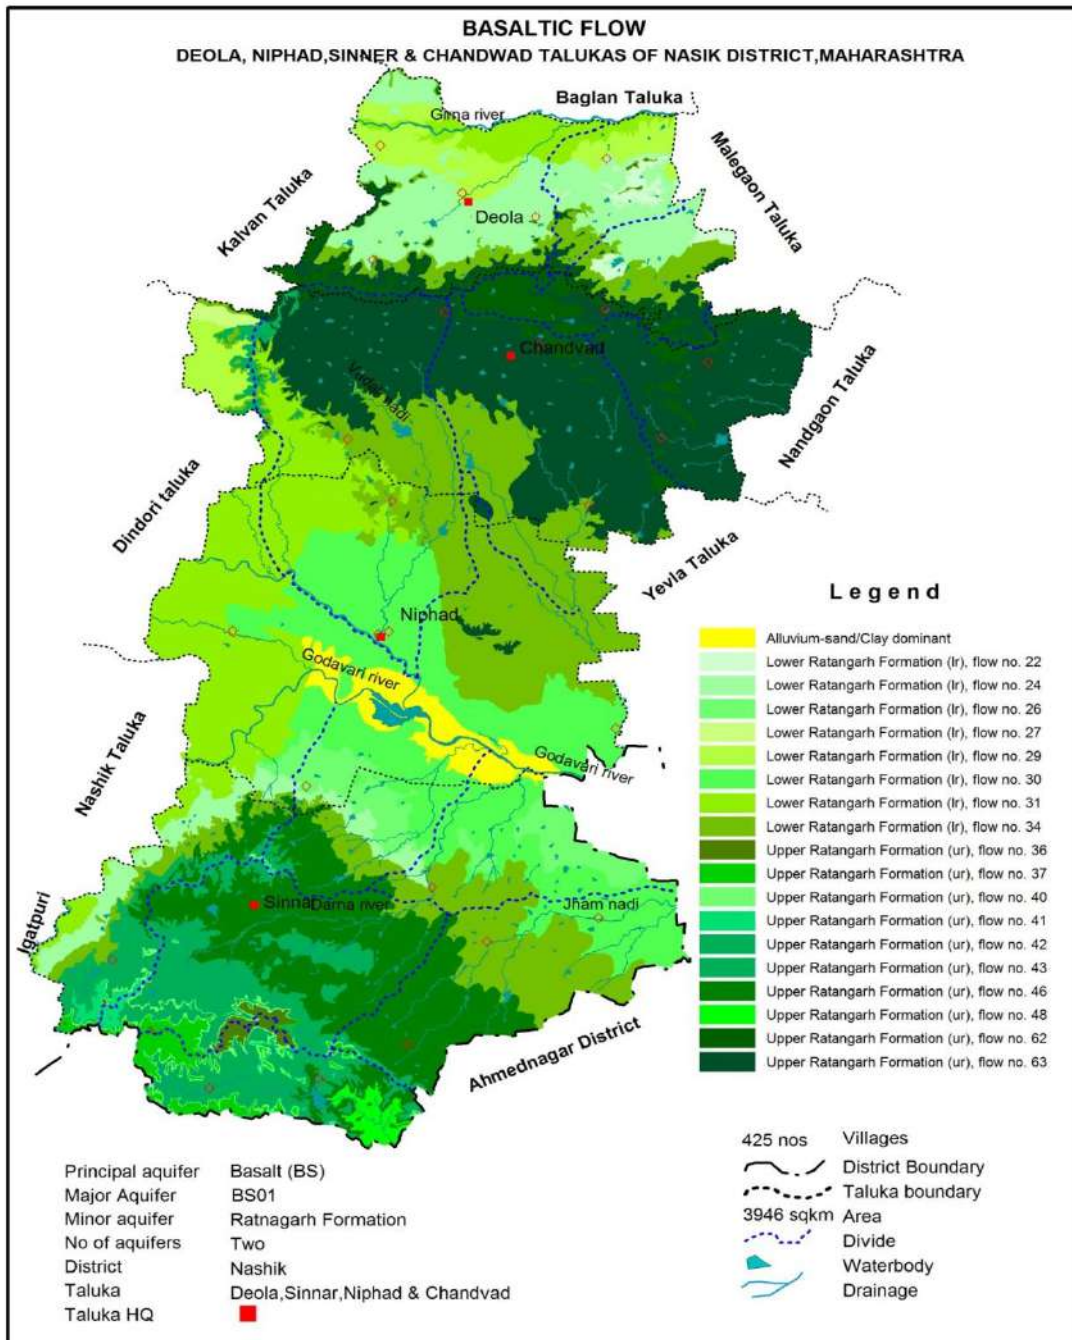 BASALTIC FLOW
DEOLA, NIPHAD,SINNER & CHANDWAD TALUKAS OF NASIK DISTRICT,MAHARASHTRA
Baglan Taluka
Girna river
Malegaon Taluka
Kalvan Taluka
Deola
Chandvad
Vadali nadi
Nandgaon Taluka
Dindori taluka
Yevla Taluka
Niphad
Godavari river
Godavari river
Nashik Taluka
Sinnar
Darna river
Jham nadi
Igatpuri
Ahmednagar District
Legend
Alluvium-sand/Clay dominant
Lower Ratangarh Formation (lr), flow no. 22
Lower Ratangarh Formation (lr), flow no. 24
Lower Ratangarh Formation (lr), flow no. 26
Lower Ratangarh Formation (lr), flow no. 27
Lower Ratangarh Formation (lr), flow no. 29
Lower Ratangarh Formation (lr), flow no. 30
Lower Ratangarh Formation (lr), flow no. 31
Lower Ratangarh Formation (lr), flow no. 34
Upper Ratangarh Formation (ur), flow no. 36
Upper Ratangarh Formation (ur), flow no. 37
Upper Ratangarh Formation (ur), flow no. 40
Upper Ratangarh Formation (ur), flow no. 41
Upper Ratangarh Formation (ur), flow no. 42
Upper Ratangarh Formation (ur), flow no. 43
Upper Ratangarh Formation (ur), flow no. 46
Upper Ratangarh Formation (ur), flow no. 48
Upper Ratangarh Formation (ur), flow no. 62
Upper Ratangarh Formation (ur), flow no. 63
Principal aquifer Basalt (BS)
Major Aquifer BS01
Minor aquifer Ratnagarh Formation
No of aquifers Two
District Nashik
Taluka Deola,Sinnar,Niphad & Chandvad
Taluka HQ
425 nos Villages
District Boundary
Taluka boundary
3946 sqkm Area
Divide
Waterbody
Drainage